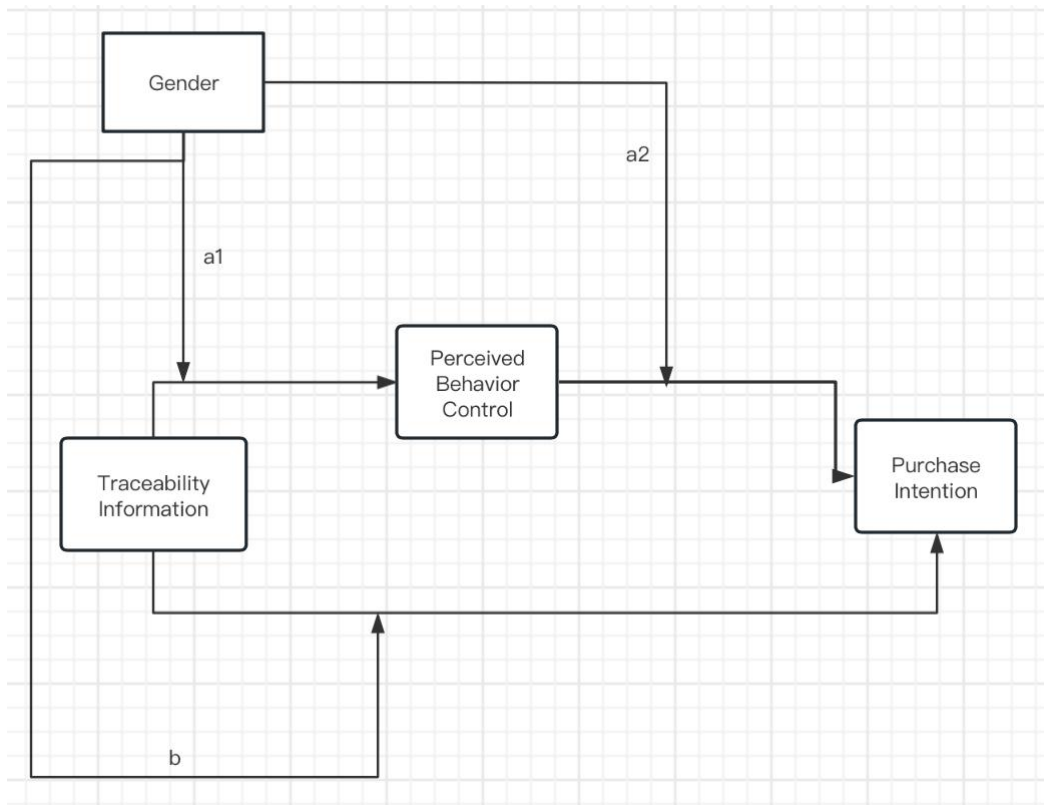 Gender
a2
a1
Perceived
Behavior
Control
Purchase
Intention
Traceability
Information
b